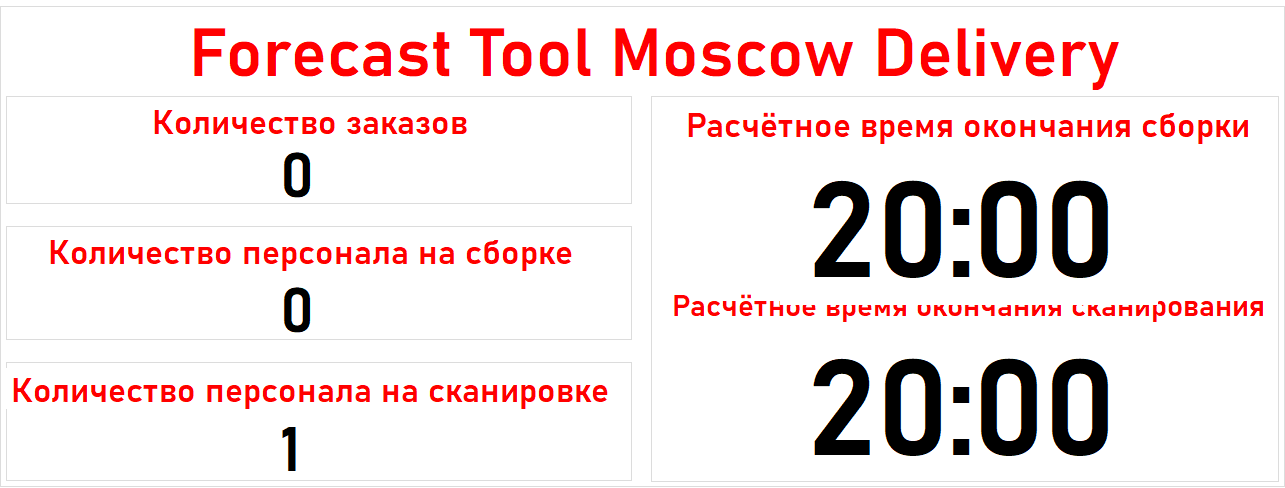 Forecast Tool Moscow Delivery
Количество заказов
0
Количество персонала на сборке
0
Количество персонала на сканировке
1
Расчётное время окончания сборки
20:00
Расчётное время окончания сканирования
20:00